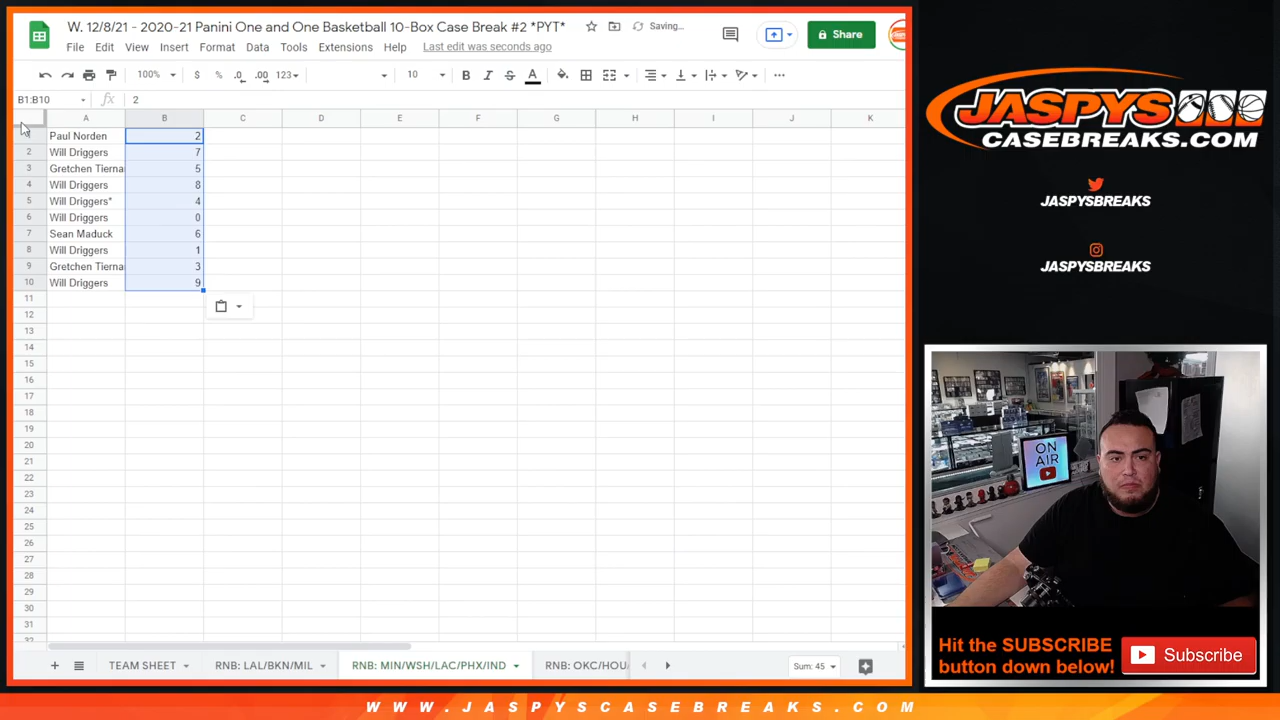 W. 12/8/21 - 2020-21 Panini One and One Basketball 10-Box Case Break #2 *PYT*
Saving...
File Edit View Insert Format Data Tools Extensions Help Last edit was seconds ago
Share
100% $ % .0 .00 123 10 B I S A
B1:B10 fx 2
A B C D E F G H I J K
1 Paul Norden 2
2 Will Driggers 7
3 Gretchen Tierna 5
4 Will Driggers 8
5 Will Driggers* 4
6 Will Driggers 0
7 Sean Maduck 6
8 Will Driggers 1
9 Gretchen Tierna 3
10 Will Driggers 9
11
12
13
14
15
16
17
18
19
20
21
22
23
24
25
26
27
28
29
30
31
32
TEAM SHEET RNB: LAL/BKN/MIL RNB: MIN/WSH/LAC/PHX/IND RNB: OKC/HOU Sum: 45
JASPYS
CASEBREAKS.COM
JASPYSBREAKS
JASPYSBREAKS
ON
AIR
Hit the SUBSCRIBE
button down below!
Subscribe
WWW.JASPYSCASEBREAKS.COM